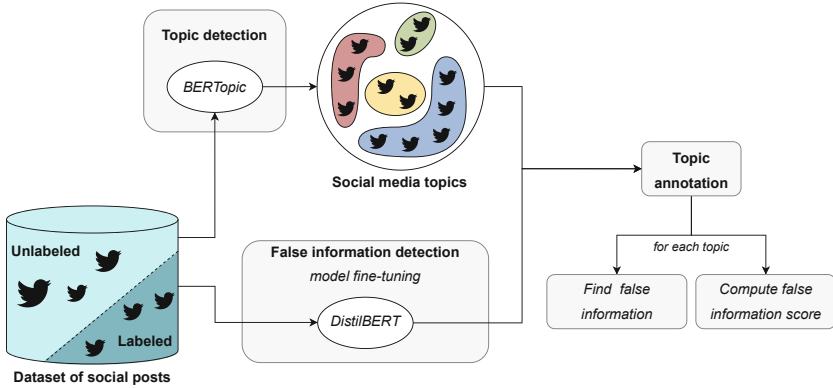 Topic detection
BERTopic
Social media topics
Topic
annotation
for each topic
Find false
information
Compute false
information score
Unlabeled
Labeled
Dataset of social posts
False information detection
model fine-tuning
DistilBERT